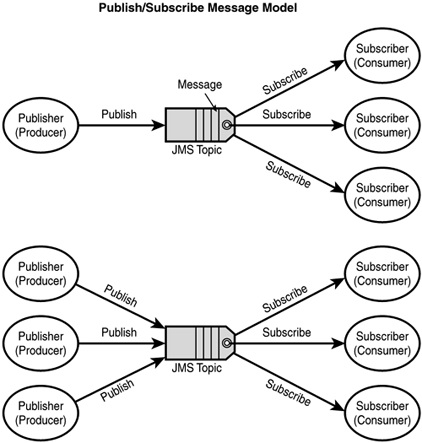 Publish/Subscribe Message Model
Subscriber
(Consumer)
Subscribe
Message
Publisher
(Producer)
Publish
Subscribe
Subscriber
(Consumer)
JMS Topic
Subscribe
Subscriber
(Consumer)
Publisher
(Producer)
Publish
Subscribe
Subscriber
(Consumer)
Publisher
(Producer)
Publish
Subscribe
Subscriber
(Consumer)
JMS Topic
Publisher
(Producer)
Publish
Subscribe
Subscriber
(Consumer)